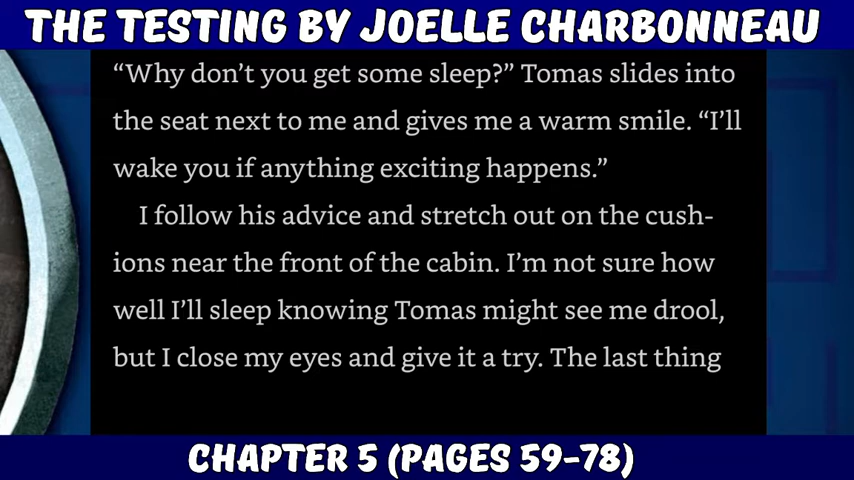 THE TESTING BY JOELLE CHARBONNEAU
“Why don’t you get some sleep?” Tomas slides into
the seat next to me and gives me a warm smile. “I’ll
wake you if anything exciting happens.”
I follow his advice and stretch out on the cush-
ions near the front of the cabin. I’m not sure how
well I’ll sleep knowing Tomas might see me drool,
but I close my eyes and give it a try. The last thing
CHAPTER 5 (PAGES 59-78)